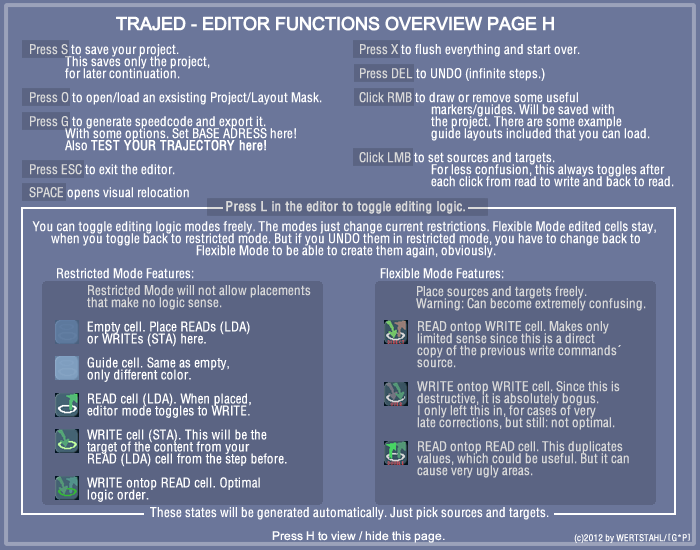 TRAJED - EDITOR FUNCTIONS OVERVIEW PAGE H
Press S to save your project.
This saves only the project,
for later continuation.
Press O to open/load an exsisting Project/Layout Mask.
Press G to generate speedcode and export it.
With some options. Set BASE ADRESS here!
Also TEST YOUR TRAJECTORY here!
Press ESC to exit the editor.
SPACE opens visual relocation
Press X to flush everything and start over.
Press DEL to UNDO (infinite steps.)
Click RMB to draw or remove some useful
markers/guides. Will be saved with
the project. There are some example
guide layouts included that you can load.
Click LMB to set sources and targets.
For less confusion, this always toggles after
each click from read to write and back to read.
Press L in the editor to toggle editing logic.
You can toggle editing logic modes freely. The modes just change current restrictions. Flexible Mode edited cells stay,
when you toggle back to restricted mode. But if you UNDO them in restricted mode, you have to change back to
Flexible Mode to be able to create them again, obviously.
Restricted Mode Features:
Restricted Mode will not allow placements
that make no logic sense.
Empty cell. Place READs (LDA)
or WRITEs (STA) here.
Guide cell. Same as empty,
only different color.
READ cell (LDA). When placed,
editor mode toggles to WRITE.
WRITE cell (STA). This will be the
target of the content from your
READ (LDA) cell from the step before.
WRITE ontop READ cell. Optimal
logic order.
Flexible Mode Features:
Place sources and targets freely.
Warning: Can become extremely confusing.
READ ontop WRITE cell. Makes only
limited sense since this is a direct
copy of the previous write commands´
source.
WRITE ontop WRITE cell. Since this is
destructive, it is absolutely bogus.
I only left this in, for cases of very
late corrections, but still: not optimal.
READ ontop READ cell. This duplicates
values, which could be useful. But it can
cause very ugly areas.
These states will be generated automatically. Just pick sources and targets.
Press H to view / hide this page.
(c)2012 by WERTSTAHL/[G*P]